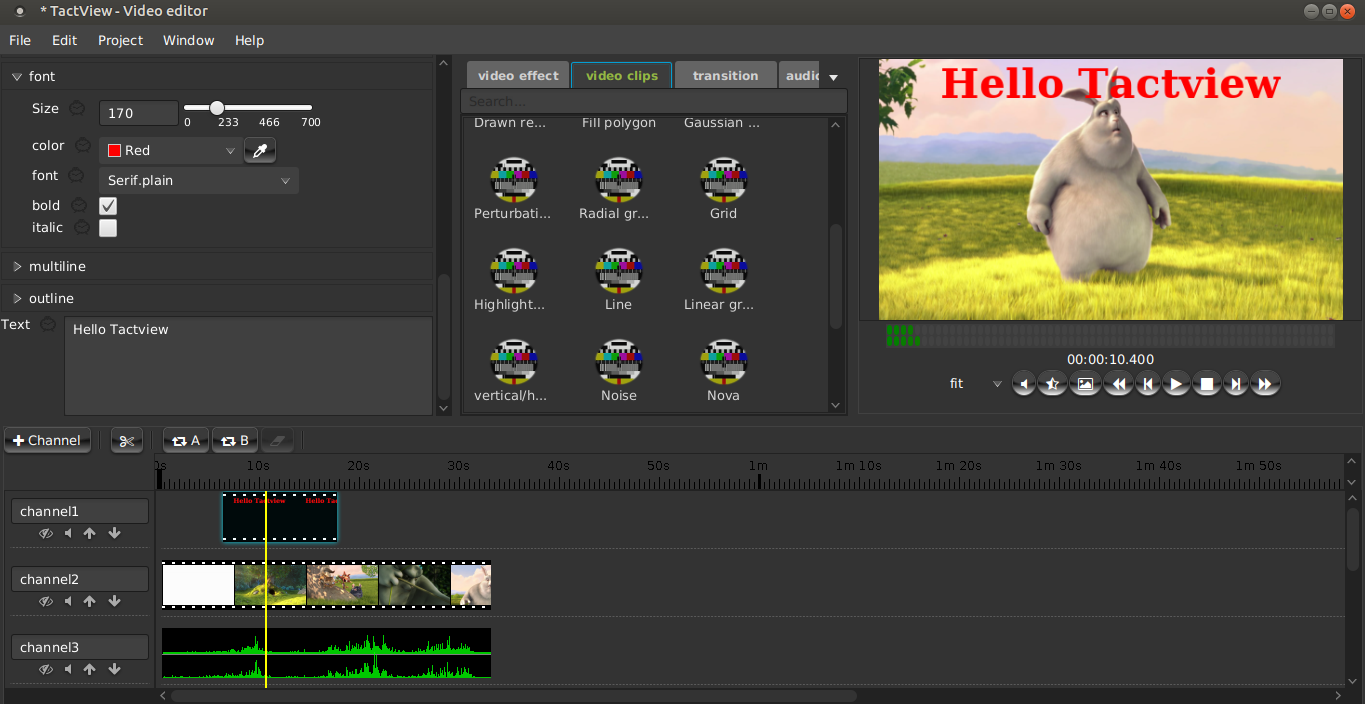 * TactView - Video editor
File Edit Project Window Help
font
Size 170
0 233 466 700
color Red
font Serif.plain
bold
italic
multiline
outline
Text Hello Tactview
video effect video clips transition audio
Search...
Drawn re... Fill polygon Gaussian ...
Perturbati... Radial gr... Grid
Highlight... Line Linear gr...
vertical/h... Noise Nova
Hello Tactview
00:00:10.400
fit
+ Channel A B
0s 10s 20s 30s 40s 50s 1m 1m 10s 1m 20s 1m 30s 1m 40s 1m 50s
channel1
Hello Tactview Hello Tac
channel2
channel3